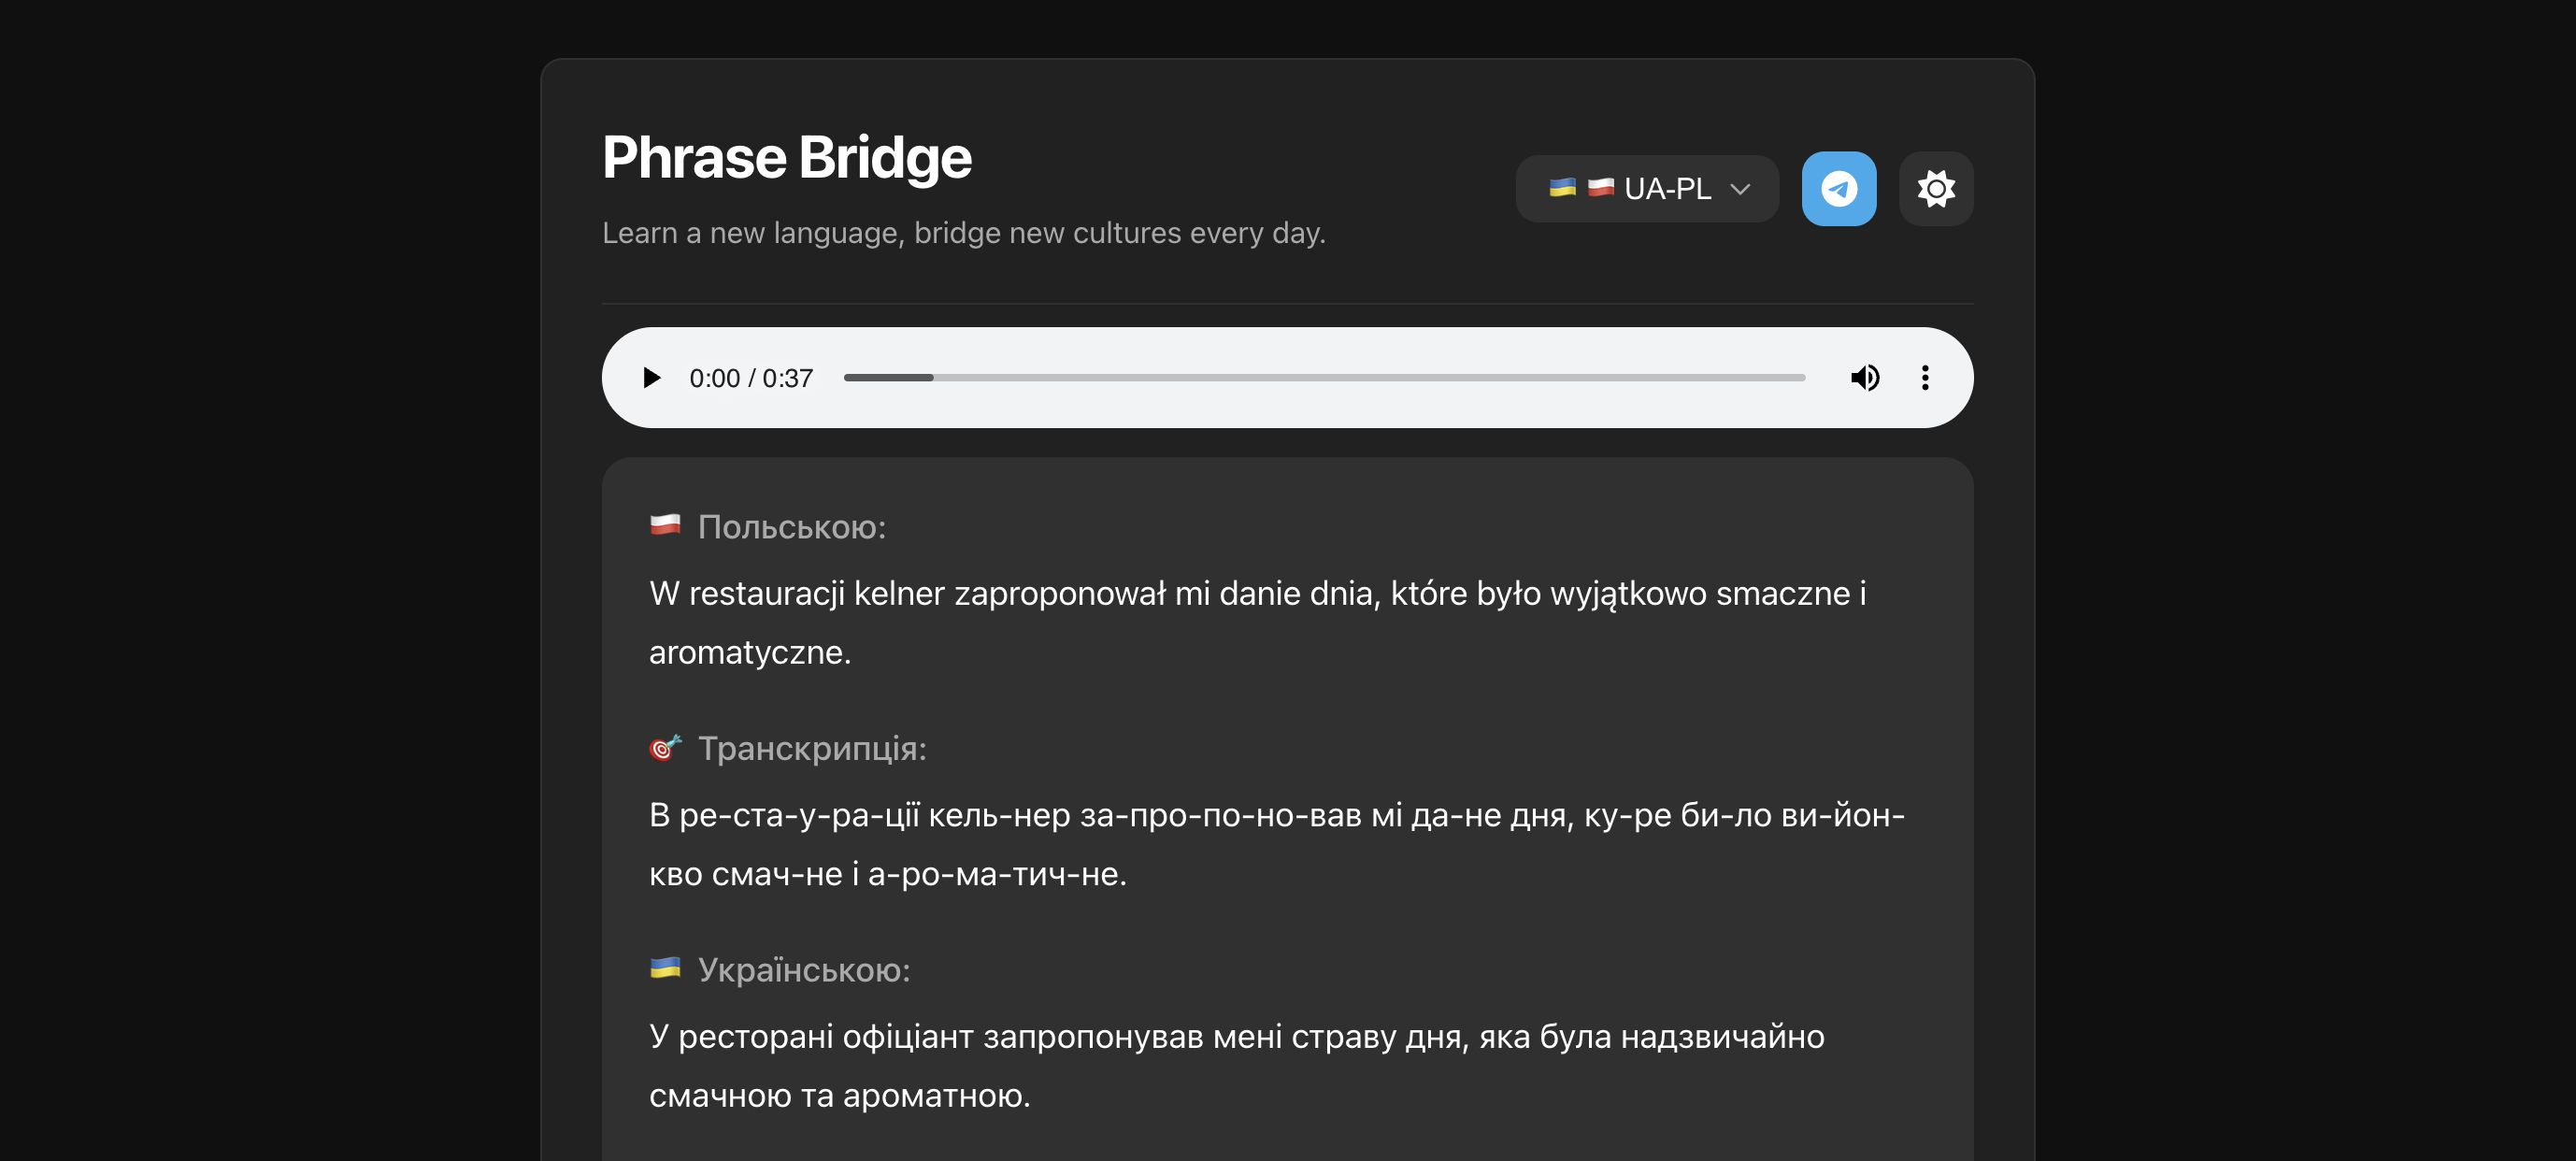 Phrase Bridge
Learn a new language, bridge new cultures every day.
UA-PL
0:00 / 0:37
Польською:
W restauracji kelner zaproponował mi danie dnia, które było wyjątkowo smaczne i
aromatyczne.
Транскрипція:
В ре-ста-у-ра-ції кель-нер за-про-по-но-вав мі да-не дня, ку-ре би-ло ви-йон-
кво смач-не і а-ро-ма-тич-не.
Українською:
У ресторані офіціант запропонував мені страву дня, яка була надзвичайно
смачною та ароматною.